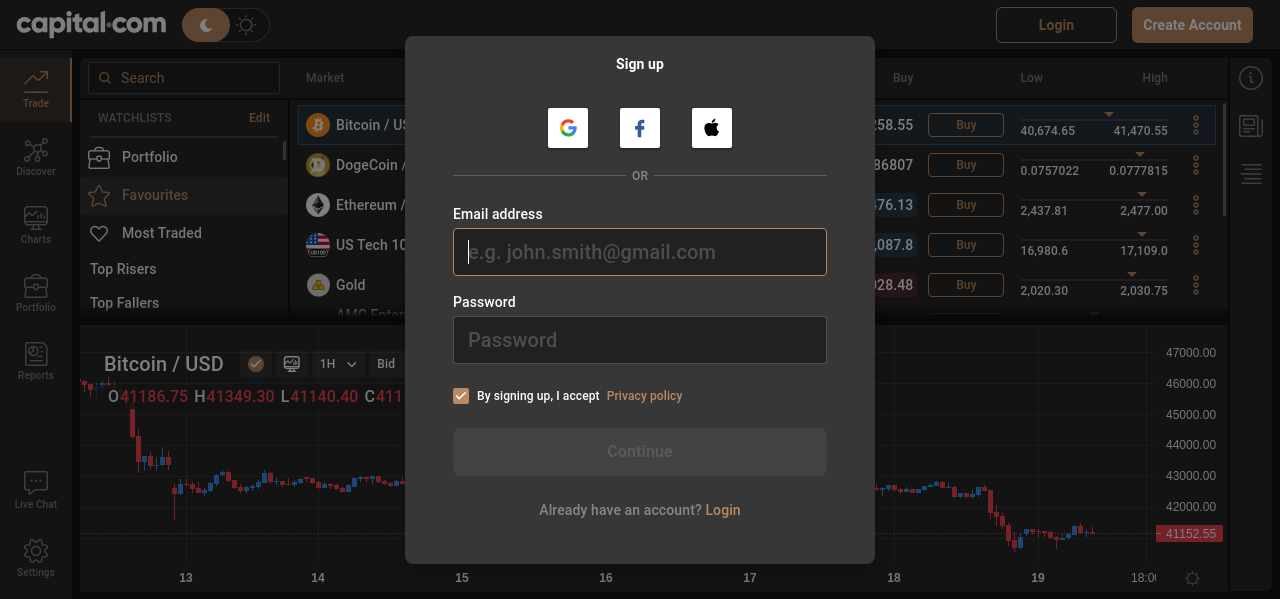 capital.com
Login
Create Account
Sign up
Search
Market
Buy
Low
High
Trade
WATCHLISTS
Edit
Bitcoin / US
258.55
Buy
40,674.65
41,470.55
Discover
Portfolio
DogeCoin /
86807
Buy
0.0757022
0.0777815
OR
Favourites
Ethereum /
476.13
Buy
2,437.81
2,477.00
Email address
Charts
Most Traded
US100
US Tech 10
,087.8
Buy
16,980.6
17,109.0
e.g. john.smith@gmail.com
Top Risers
Gold
028.48
Buy
2,020.30
2,030.75
Portfolio
Top Fallers
Password
Password
Bitcoin / USD
1H
Bid
Reports
O41186.75 H41349.30 L41140.40 C411
By signing up, I accept Privacy policy
Continue
Already have an account? Login
47000.00
46000.00
45000.00
44000.00
43000.00
42000.00
41152.55
Live Chat
Settings
13
14
15
16
17
18
19
18:00